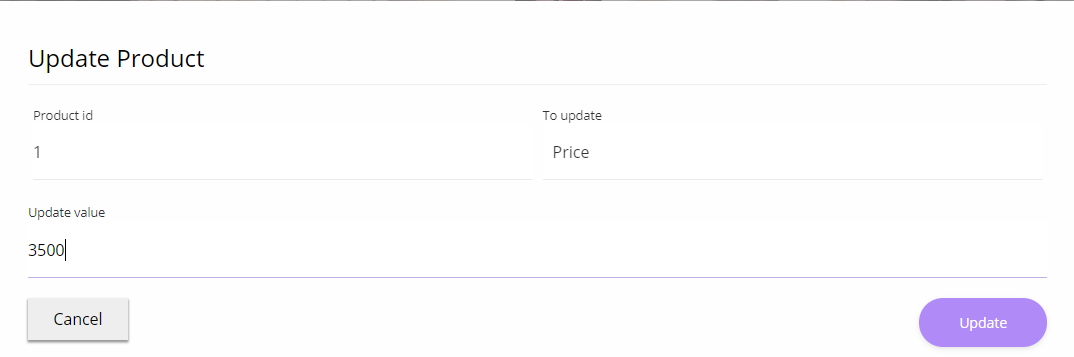 Update Product
Product id
To update
1
Price
Update value
3500
Cancel
Update